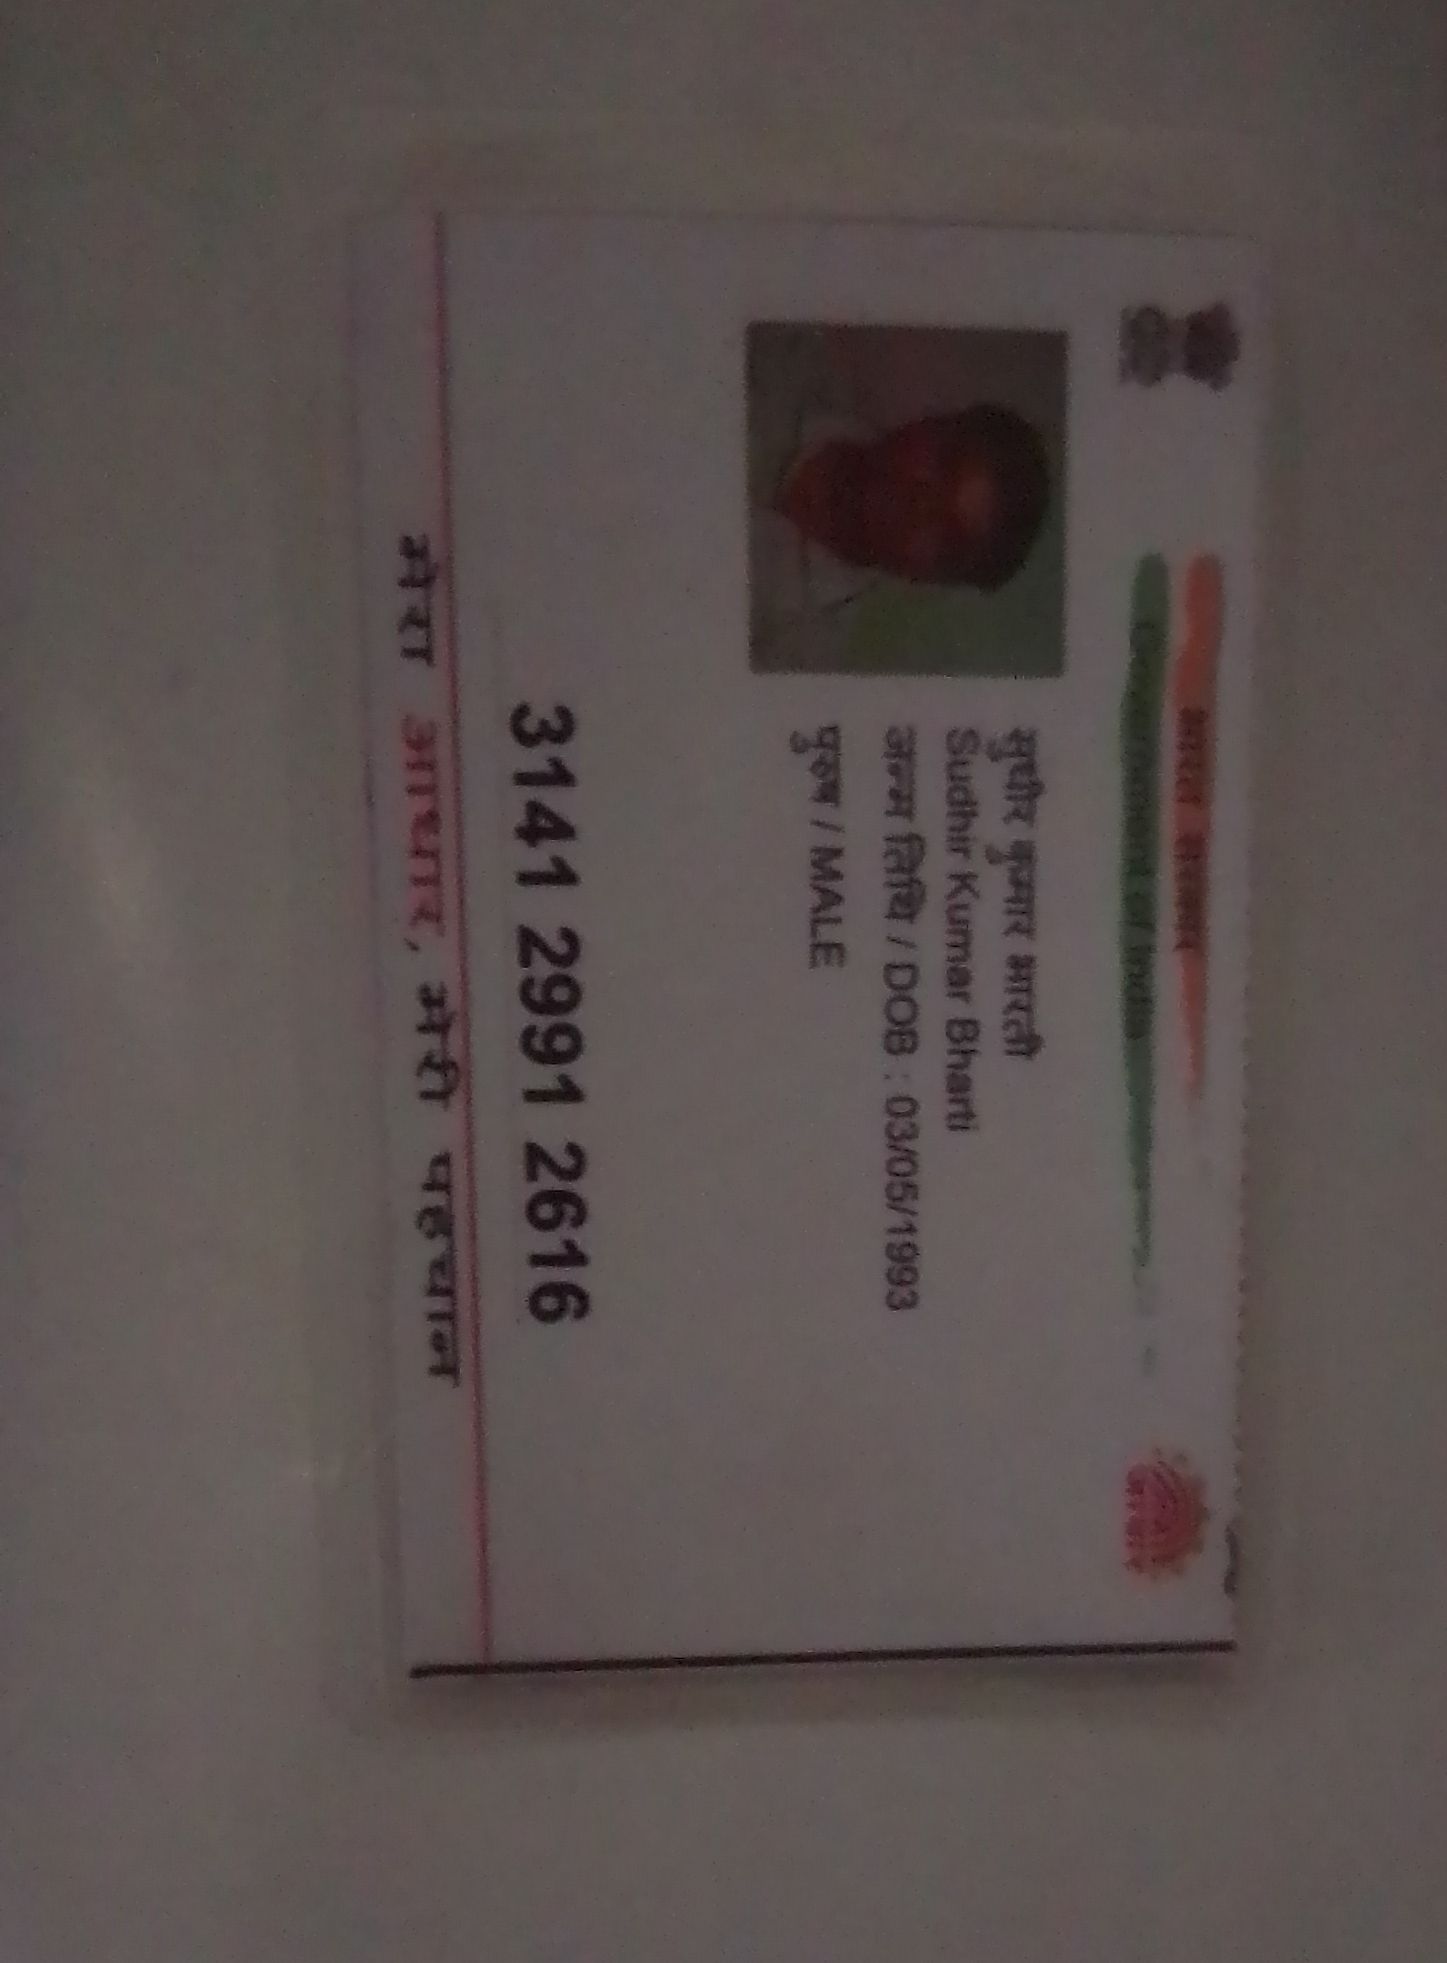 भारत सरकार
Government of India
सुधीर कुमार भारती
Sudhir Kumar Bharti
जन्म तिथि / DOB : 03/05/1993
पुरुष / MALE
3141 2991 2616
मेरा आधार, मेरी पहचान